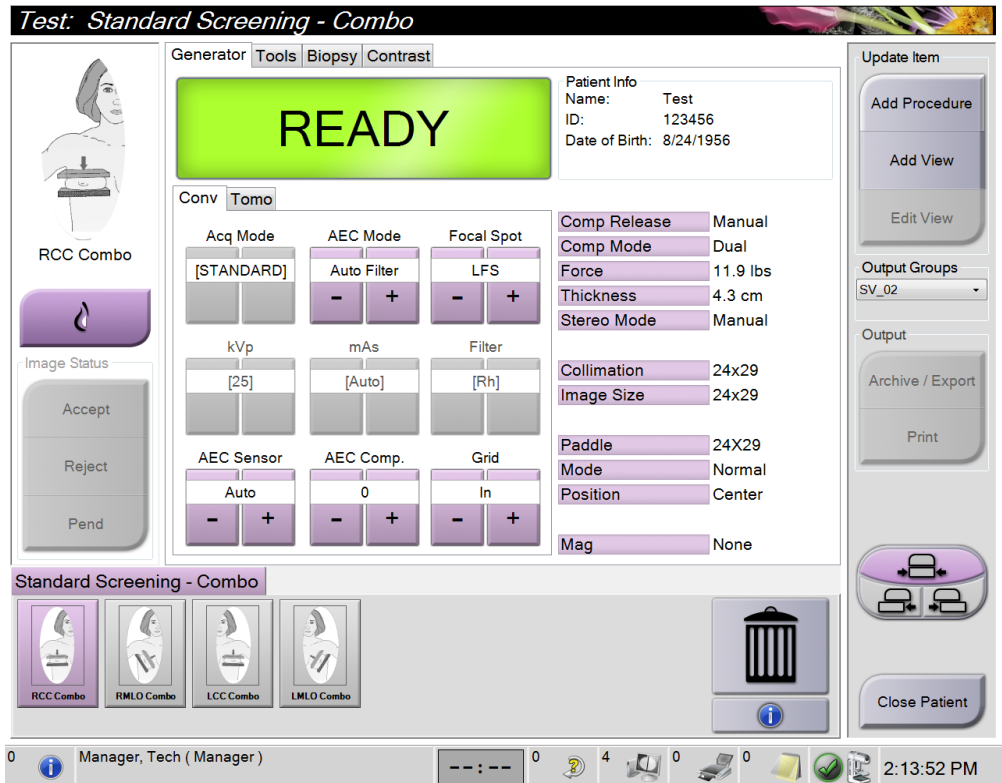 Test: Standard Screening - Combo
Generator Tools Biopsy Contrast
READY
Patient Info
Name: Test
ID: 123456
Date of Birth: 8/24/1956
RCC Combo
Image Status
Accept
Reject
Pend
Conv Tomo
Acq Mode AEC Mode Focal Spot
[STANDARD] Auto Filter LFS
- + - +
kVp mAs Filter
[25] [Auto] [Rh]
AEC Sensor AEC Comp. Grid
Auto 0 In
- + - + - +
Comp Release Manual
Comp Mode Dual
Force 11.9 lbs
Thickness 4.3 cm
Stereo Mode Manual
Collimation 24x29
Image Size 24x29
Paddle 24X29
Mode Normal
Position Center
Mag None
Update Item
Add Procedure
Add View
Edit View
Output Groups
SV_02
Output
Archive / Export
Print
Close Patient
Standard Screening - Combo
RCC Combo RMLO Combo LCC Combo LMLO Combo
0 Manager, Tech ( Manager ) --:-- 0 4 0 0 2:13:52 PM